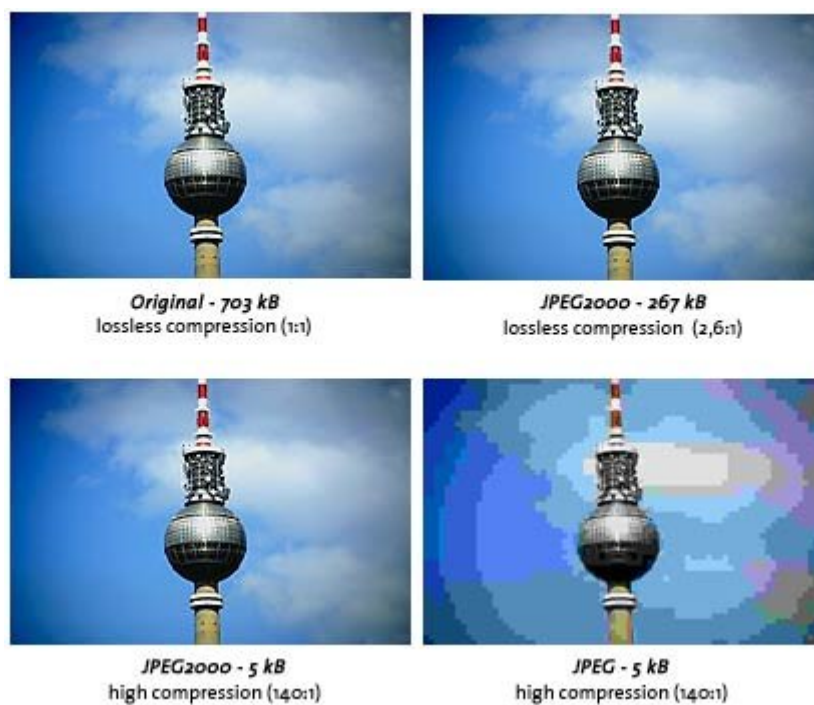 Original - 703 kB
lossless compression (1:1)
JPEG2000 - 267 kB
lossless compression (2,6:1)
JPEG2000 - 5 kB
high compression (140:1)
JPEG - 5 kB
high compression (140:1)